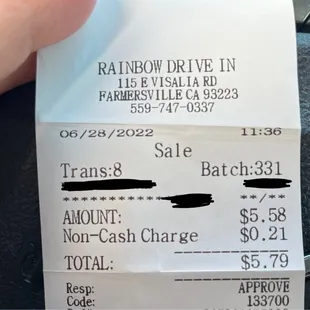 RAINBOW DRIVE IN
115 E VISALIA RD
FARMERSVILLE CA 93223
559-747-0337
06/28/2022 11:36
Sale
Trans:8 Batch:331
************ **/**
AMOUNT: $5.58
Non-Cash Charge $0.21
TOTAL: $5.79
Resp: APPROVE
Code: 133700